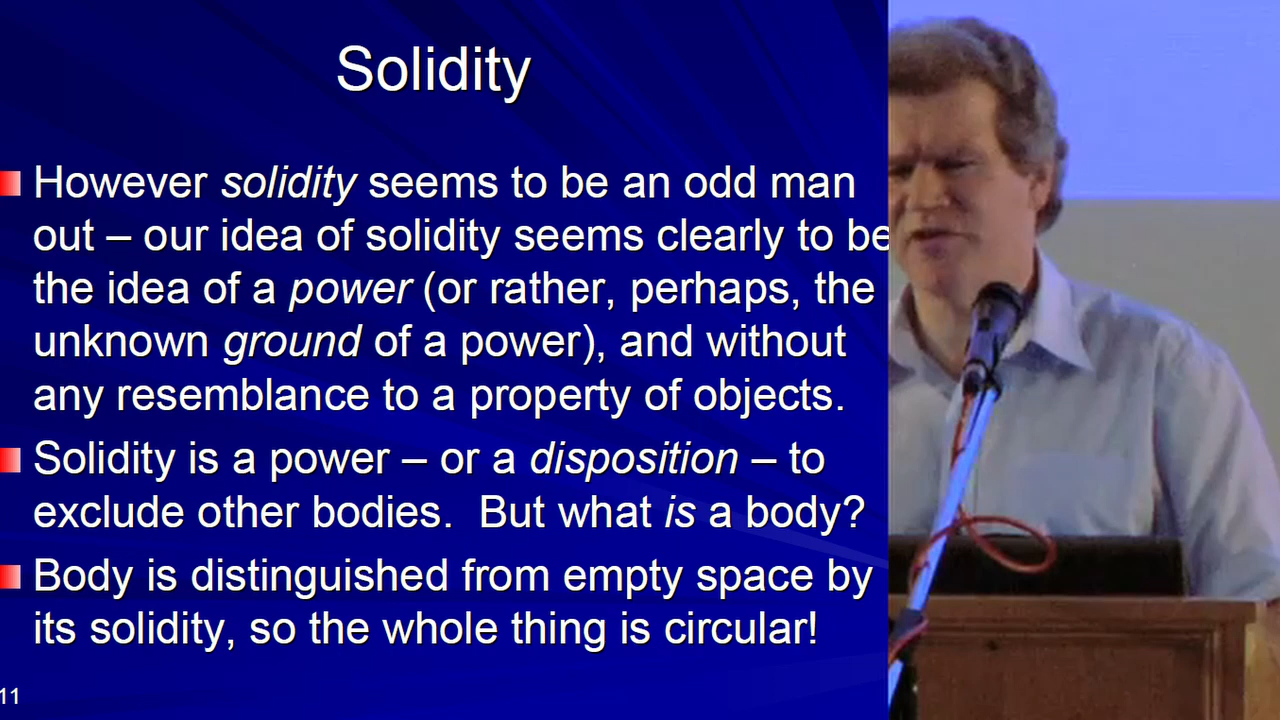 Solidity
However solidity seems to be an odd man
out – our idea of solidity seems clearly to be
the idea of a power (or rather, perhaps, the
unknown ground of a power), and without
any resemblance to a property of objects.
Solidity is a power – or a disposition – to
exclude other bodies.  But what is a body?
Body is distinguished from empty space by
its solidity, so the whole thing is circular!
11